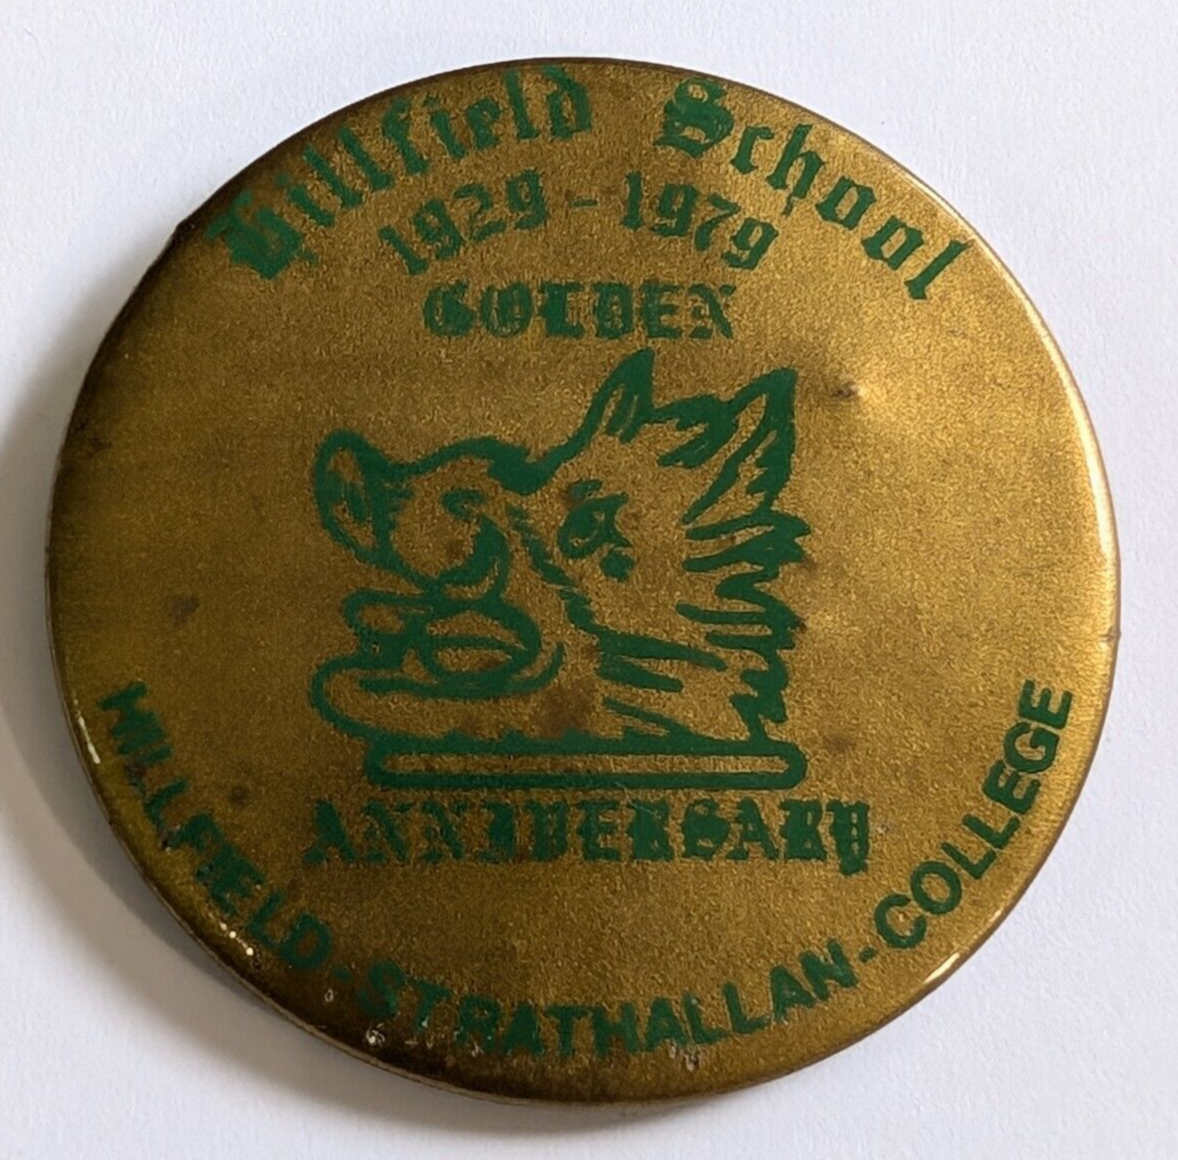 Hillfield School
1929 - 1979
GOLDEN
ANNIVERSARY
HILLFIELD-STRATHALLAN-COLLEGE